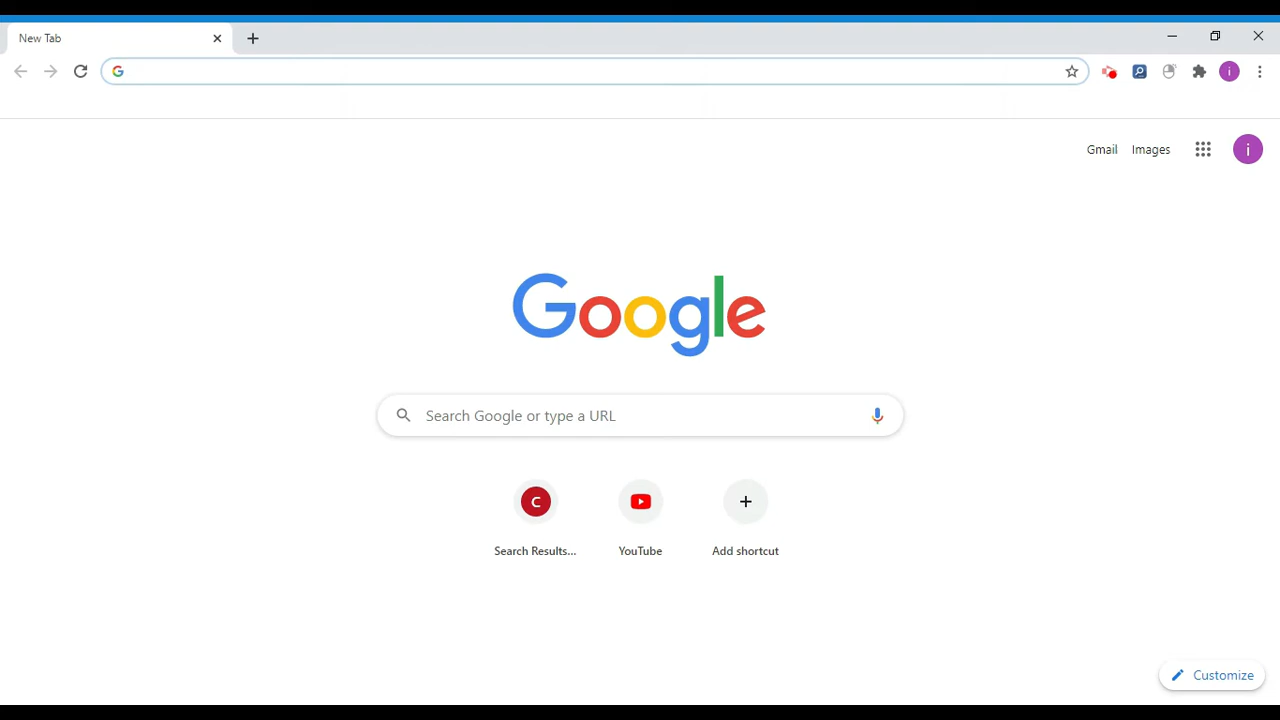 New Tab
Gmail Images
i
Google
Search Google or type a URL
C
Search Results...
YouTube
Add shortcut
Customize